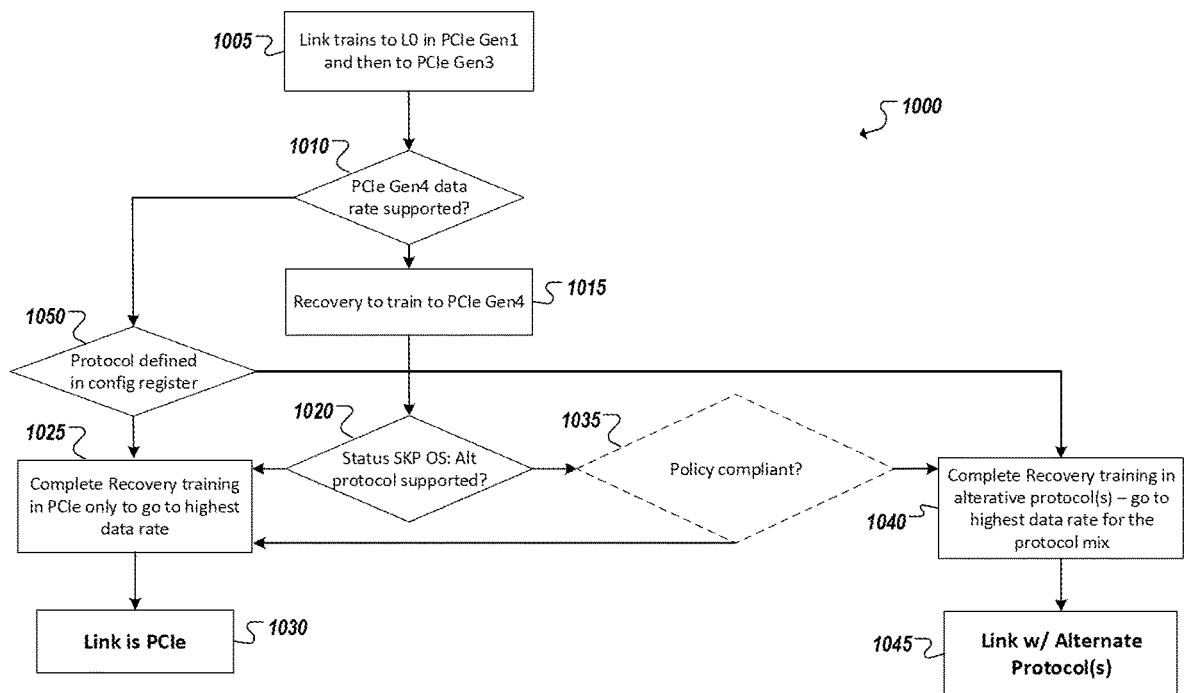 1005
Link trains to L0 in PCIe Gen1
and then to PCIe Gen3
1000
1010
PCIe Gen4 data
rate supported?
Recovery to train to PCIe Gen4
1015
1050
Protocol defined
in config register
1020
Status SKP OS: Alt
protocol supported?
1035
Policy compliant?
1025
Complete Recovery training
in PCIe only to go to highest
data rate
1040
Complete Recovery training in
alterative protocol(s) – go to
highest data rate for the
protocol mix
Link is PCIe
1030
1045
Link w/ Alternate
Protocol(s)